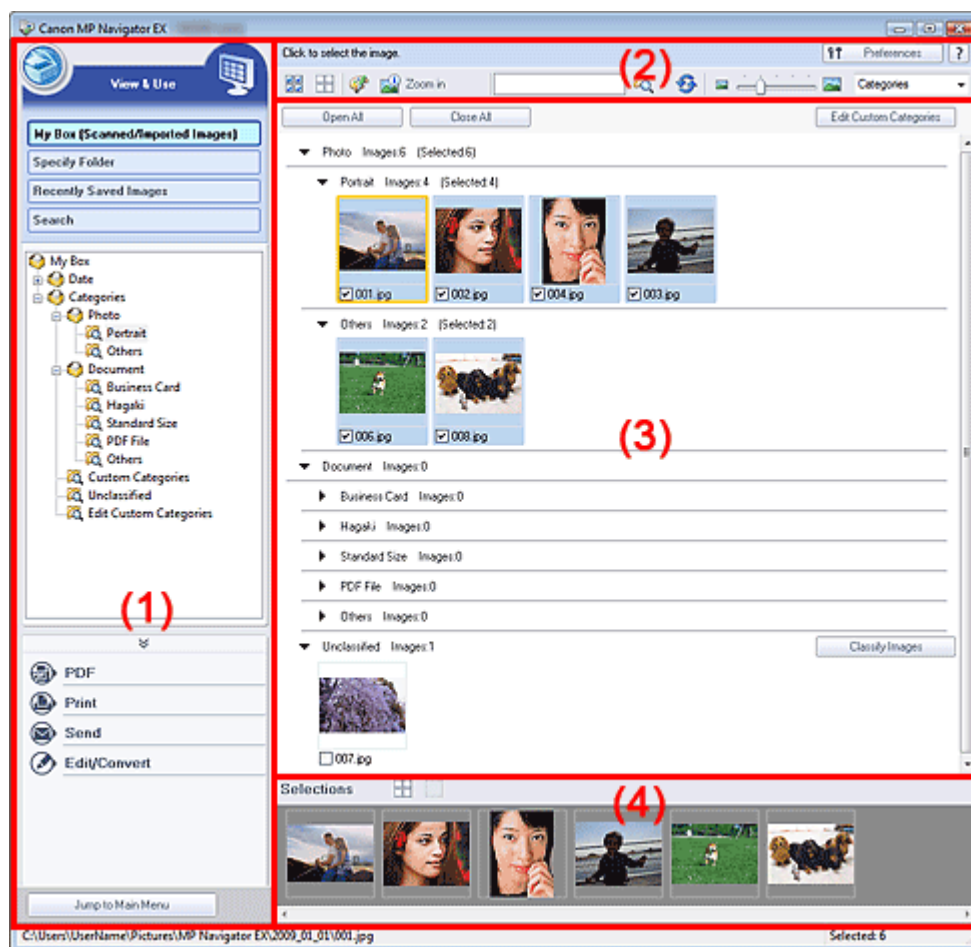 Canon MP Navigator EX
View & Use
My Box (Scanned/Imported Images)
Specify Folder
Recently Saved Images
Search
My Box
Date
Categories
Photo
Portrait
Others
Document
Business Card
Hagaki
Standard Size
PDF File
Others
Custom Categories
Unclassified
Edit Custom Categories
(1)
PDF
Print
Send
Edit/Convert
Jump to Main Menu
Click to select the image.
(2)
Preferences
?
Zoom in
Categories
Open All
Close All
Edit Custom Categories
Photo Images:6 (Selected:6)
Portrait Images:4 (Selected:4)
001.jpg
002.jpg
004.jpg
003.jpg
Others Images:2 (Selected:2)
006.jpg
008.jpg
(3)
Document Images:0
Business Card Images:0
Hagaki Images:0
Standard Size Images:0
PDF File Images:0
Others Images:0
Unclassified Images:1
Classify Images
007.jpg
Selections
(4)
C:\Users\UserName\Pictures\MP Navigator EX\2009_01_01\001.jpg
Selected: 6